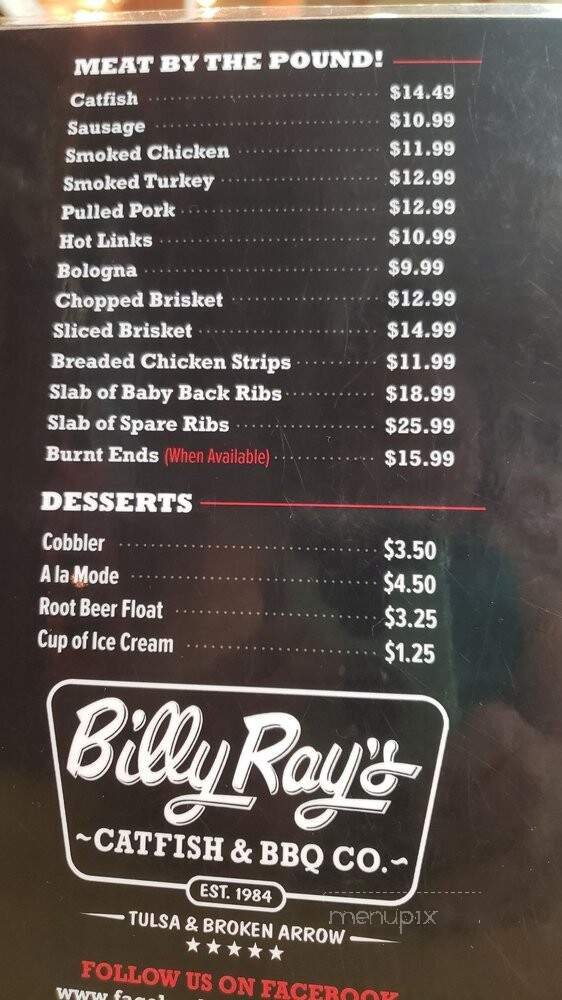 MEAT BY THE POUND!
Catfish $14.49
Sausage $10.99
Smoked Chicken $11.99
Smoked Turkey $12.99
Pulled Pork $12.99
Hot Links $10.99
Bologna $9.99
Chopped Brisket $12.99
Sliced Brisket $14.99
Breaded Chicken Strips $11.99
Slab of Baby Back Ribs $18.99
Slab of Spare Ribs $25.99
Burnt Ends (When Available) $15.99
DESSERTS
Cobbler $3.50
A la Mode $4.50
Root Beer Float $3.25
Cup of Ice Cream $1.25
Billy Ray's
~CATFISH & BBQ CO.~
EST. 1984
TULSA & BROKEN ARROW
menupix
FOLLOW US ON FACEBOOK